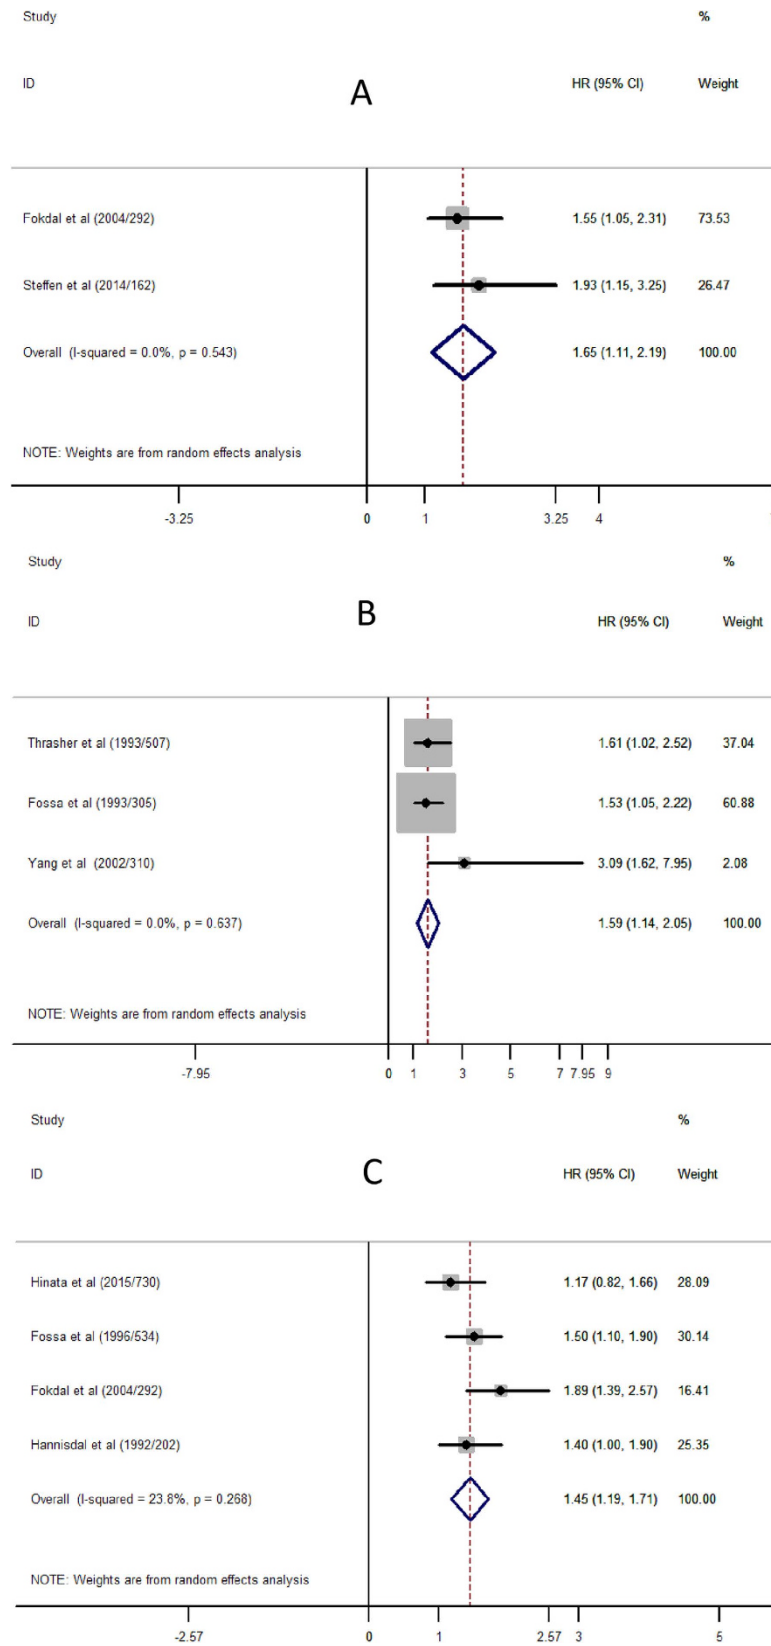 Study %
ID A HR (95% CI) Weight
Fokdal et al (2004/292) 1.55 (1.05, 2.31) 73.53
Steffen et al (2014/162) 1.93 (1.15, 3.25) 26.47
Overall (I-squared = 0.0%, p = 0.543) 1.65 (1.11, 2.19) 100.00
NOTE: Weights are from random effects analysis
-3.25 0 1 3.25 4
Study %
ID B HR (95% CI) Weight
Thrasher et al (1993/507) 1.61 (1.02, 2.52) 37.04
Fossa et al (1993/305) 1.53 (1.05, 2.22) 60.88
Yang et al (2002/310) 3.09 (1.62, 7.95) 2.08
Overall (I-squared = 0.0%, p = 0.637) 1.59 (1.14, 2.05) 100.00
NOTE: Weights are from random effects analysis
-7.95 0 1 3 5 7 7.95 9
Study %
ID C HR (95% CI) Weight
Hinata et al (2015/730) 1.17 (0.82, 1.66) 28.09
Fossa et al (1996/534) 1.50 (1.10, 1.90) 30.14
Fokdal et al (2004/292) 1.89 (1.39, 2.57) 16.41
Hannisdal et al (1992/202) 1.40 (1.00, 1.90) 25.35
Overall (I-squared = 23.8%, p = 0.268) 1.45 (1.19, 1.71) 100.00
NOTE: Weights are from random effects analysis
-2.57 0 1 2.57 3 5